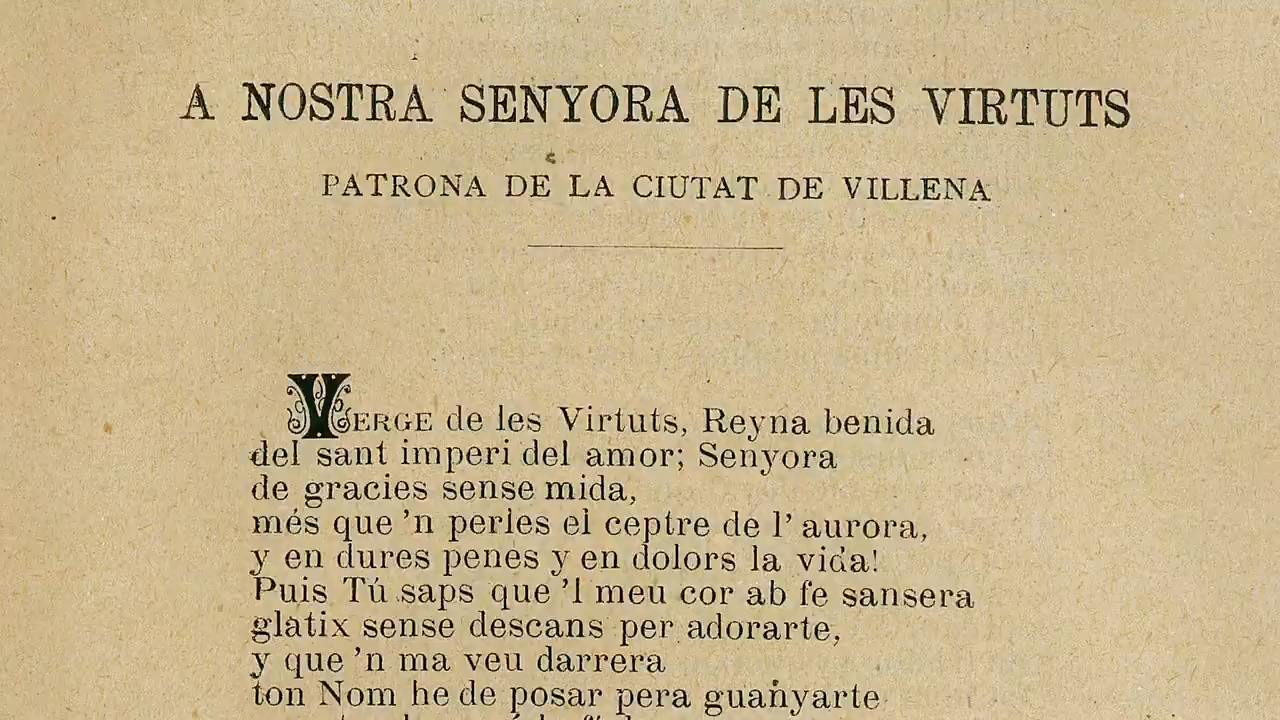 A NOSTRA SENYORA DE LES VIRTUTS
PATRONA DE LA CIUTAT DE VILLENA
VERGE de les Virtuts, Reyna benida
del sant imperi del amor; Senyora
de gracies sense mida,
més que 'n perles el ceptre de l' aurora,
y en dures penes y en dolors la vida!
Puis Tú saps que 'l meu cor ab fe sansera
glatix sense descans per adorarte,
y que 'n ma veu darrera
ton Nom he de posar pera guanyarte